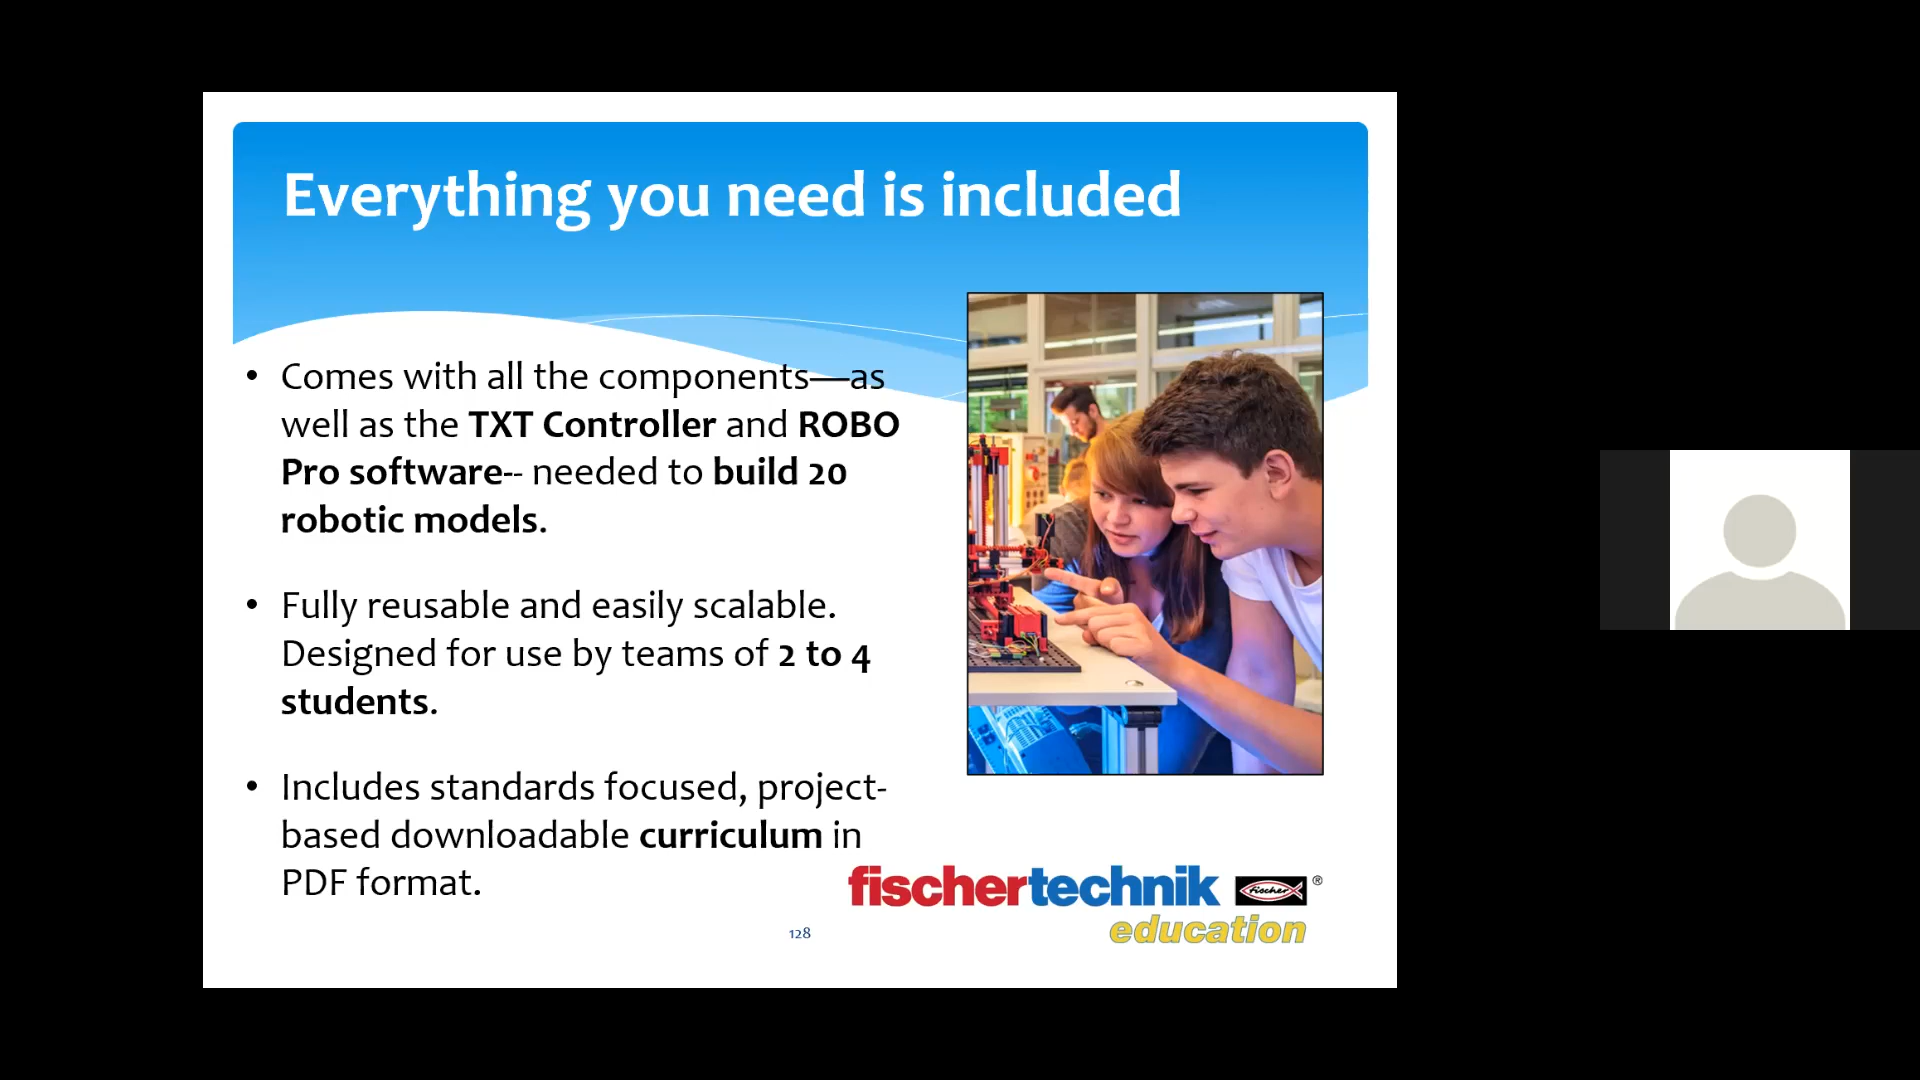 Everything you need is included
• Comes with all the components—as
well as the TXT Controller and ROBO
Pro software-- needed to build 20
robotic models.
• Fully reusable and easily scalable.
Designed for use by teams of 2 to 4
students.
• Includes standards focused, project-
based downloadable curriculum in
PDF format.
fischertechnik fischer ®
education
128